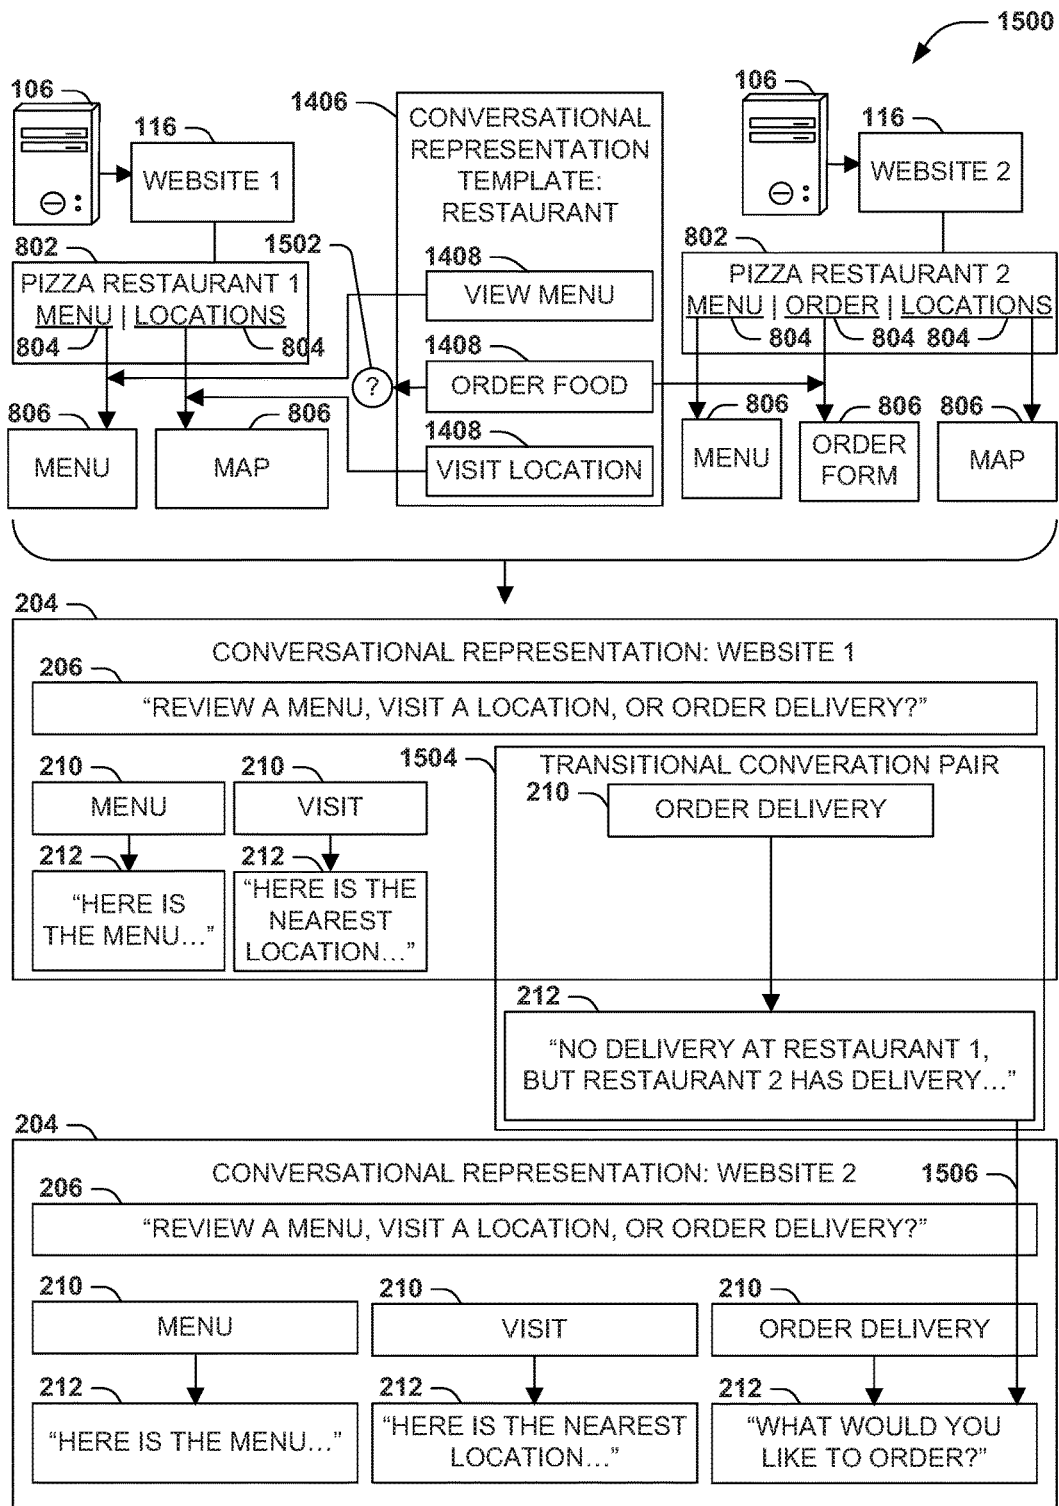 1500
106
116
WEBSITE 1
1406
CONVERSATIONAL
REPRESENTATION
TEMPLATE:
RESTAURANT
106
116
WEBSITE 2
802
PIZZA RESTAURANT 1
MENU | LOCATIONS
804
804
1502
?
1408
VIEW MENU
1408
ORDER FOOD
1408
VISIT LOCATION
802
PIZZA RESTAURANT 2
MENU | ORDER | LOCATIONS
804
804
804
806
MENU
806
MAP
806
MENU
806
ORDER
FORM
806
MAP
204
CONVERSATIONAL REPRESENTATION: WEBSITE 1
206
“REVIEW A MENU, VISIT A LOCATION, OR ORDER DELIVERY?”
210
MENU
210
VISIT
1504
TRANSITIONAL CONVERATION PAIR
210
ORDER DELIVERY
212
“HERE IS
THE MENU…”
212
“HERE IS THE
NEAREST
LOCATION…”
212
“NO DELIVERY AT RESTAURANT 1,
BUT RESTAURANT 2 HAS DELIVERY…”
204
CONVERSATIONAL REPRESENTATION: WEBSITE 2
1506
206
“REVIEW A MENU, VISIT A LOCATION, OR ORDER DELIVERY?”
210
MENU
210
VISIT
210
ORDER DELIVERY
212
“HERE IS THE MENU…”
212
“HERE IS THE NEAREST
LOCATION…”
212
“WHAT WOULD YOU
LIKE TO ORDER?”